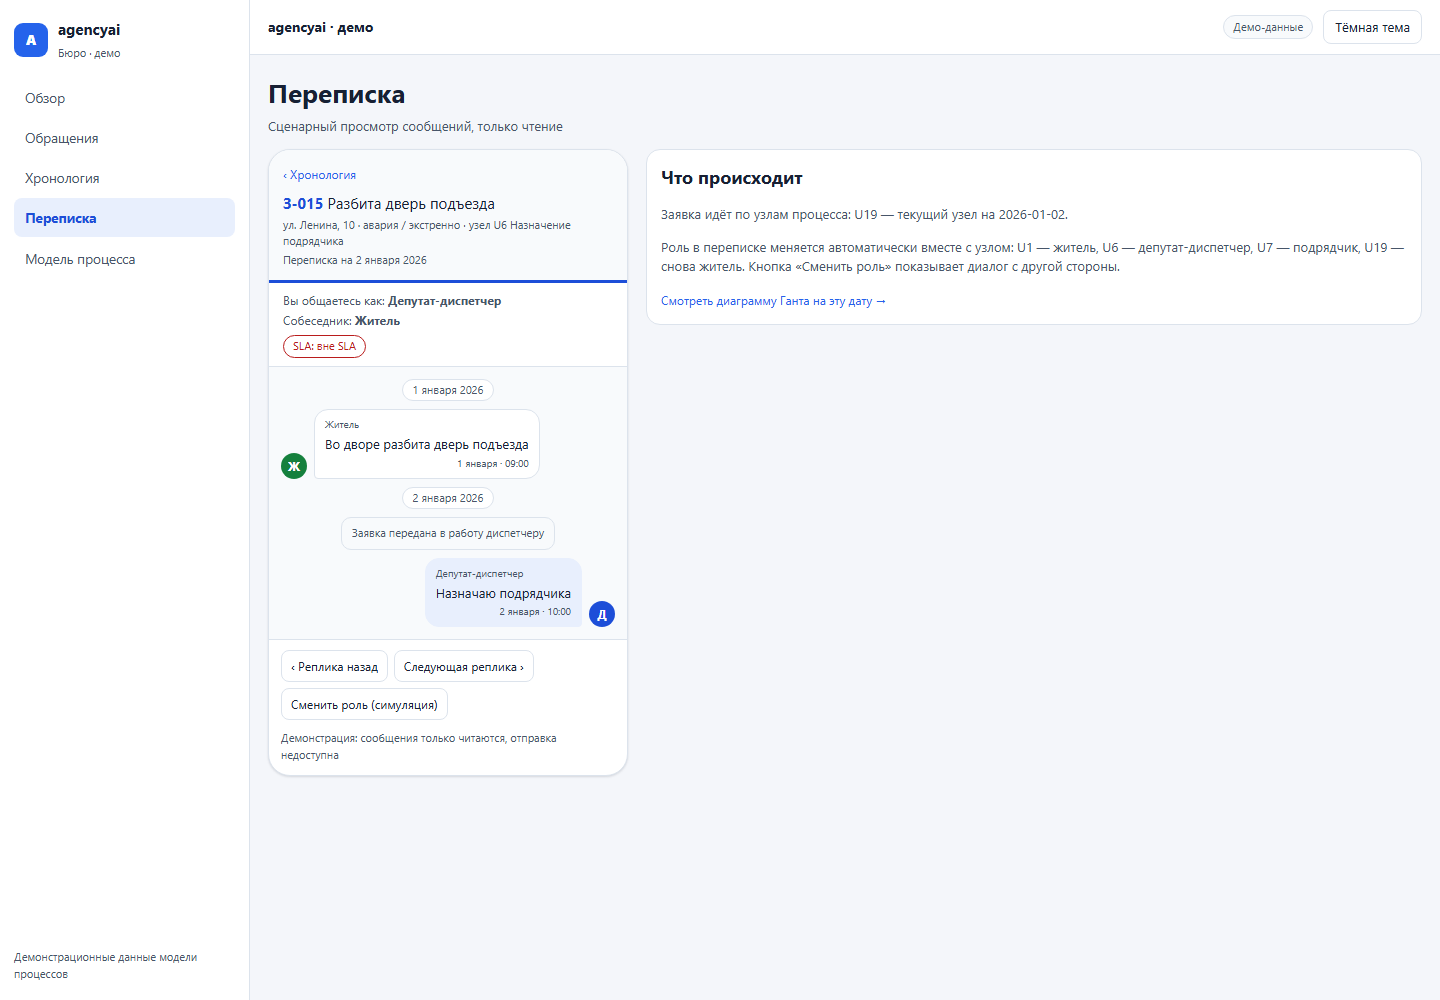 A
agencyai
Бюро · демо
Обзор
Обращения
Хронология
Переписка
Модель процесса
Демонстрационные данные модели
процессов
agencyai · демо
Демо-данные
Тёмная тема
Переписка
Сценарный просмотр сообщений, только чтение
‹ Хронология
З-015 Разбита дверь подъезда
ул. Ленина, 10 · авария / экстренно · узел U6 Назначение
подрядчика
Переписка на 2 января 2026
Вы общаетесь как: Депутат-диспетчер
Собеседник: Житель
SLA: вне SLA
1 января 2026
Житель
Во дворе разбита дверь подъезда
1 января · 09:00
Ж
2 января 2026
Заявка передана в работу диспетчеру
Депутат-диспетчер
Назначаю подрядчика
2 января · 10:00
Д
‹ Реплика назад
Следующая реплика ›
Сменить роль (симуляция)
Демонстрация: сообщения только читаются, отправка
недоступна
Что происходит
Заявка идёт по узлам процесса: U19 — текущий узел на 2026-01-02.
Роль в переписке меняется автоматически вместе с узлом: U1 — житель, U6 — депутат-диспетчер, U7 — подрядчик, U19 —
снова житель. Кнопка «Сменить роль» показывает диалог с другой стороны.
Смотреть диаграмму Ганта на эту дату →